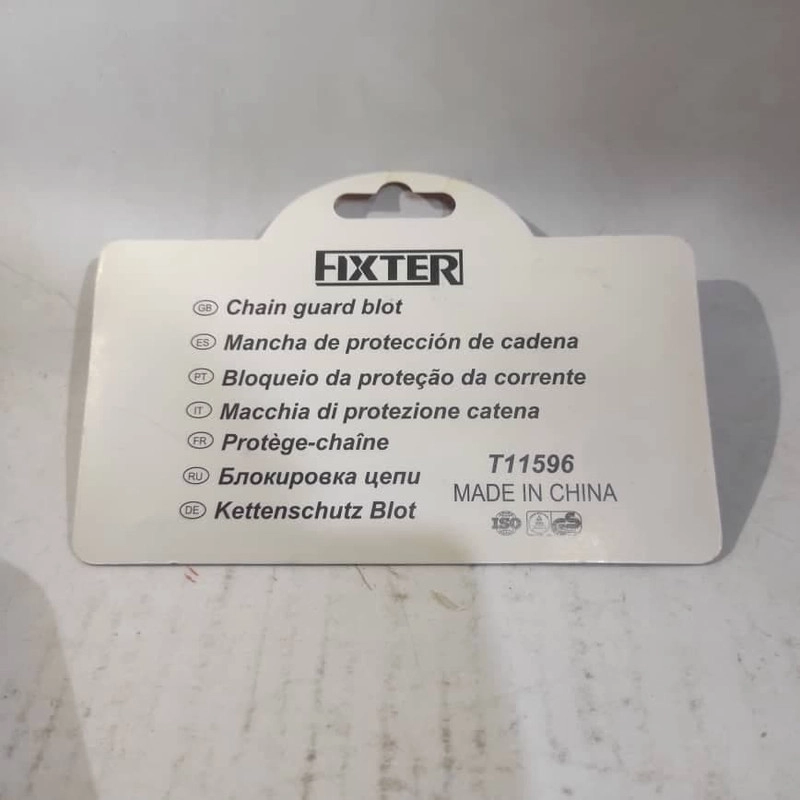 FIXTER
GB Chain guard blot
ES Mancha de protección de cadena
PT Bloqueio da proteção da corrente
IT Macchia di protezione catena
FR Protège-chaîne
RU Блокировка цепи
DE Kettenschutz Blot
T11596
MADE IN CHINA
ISO GS